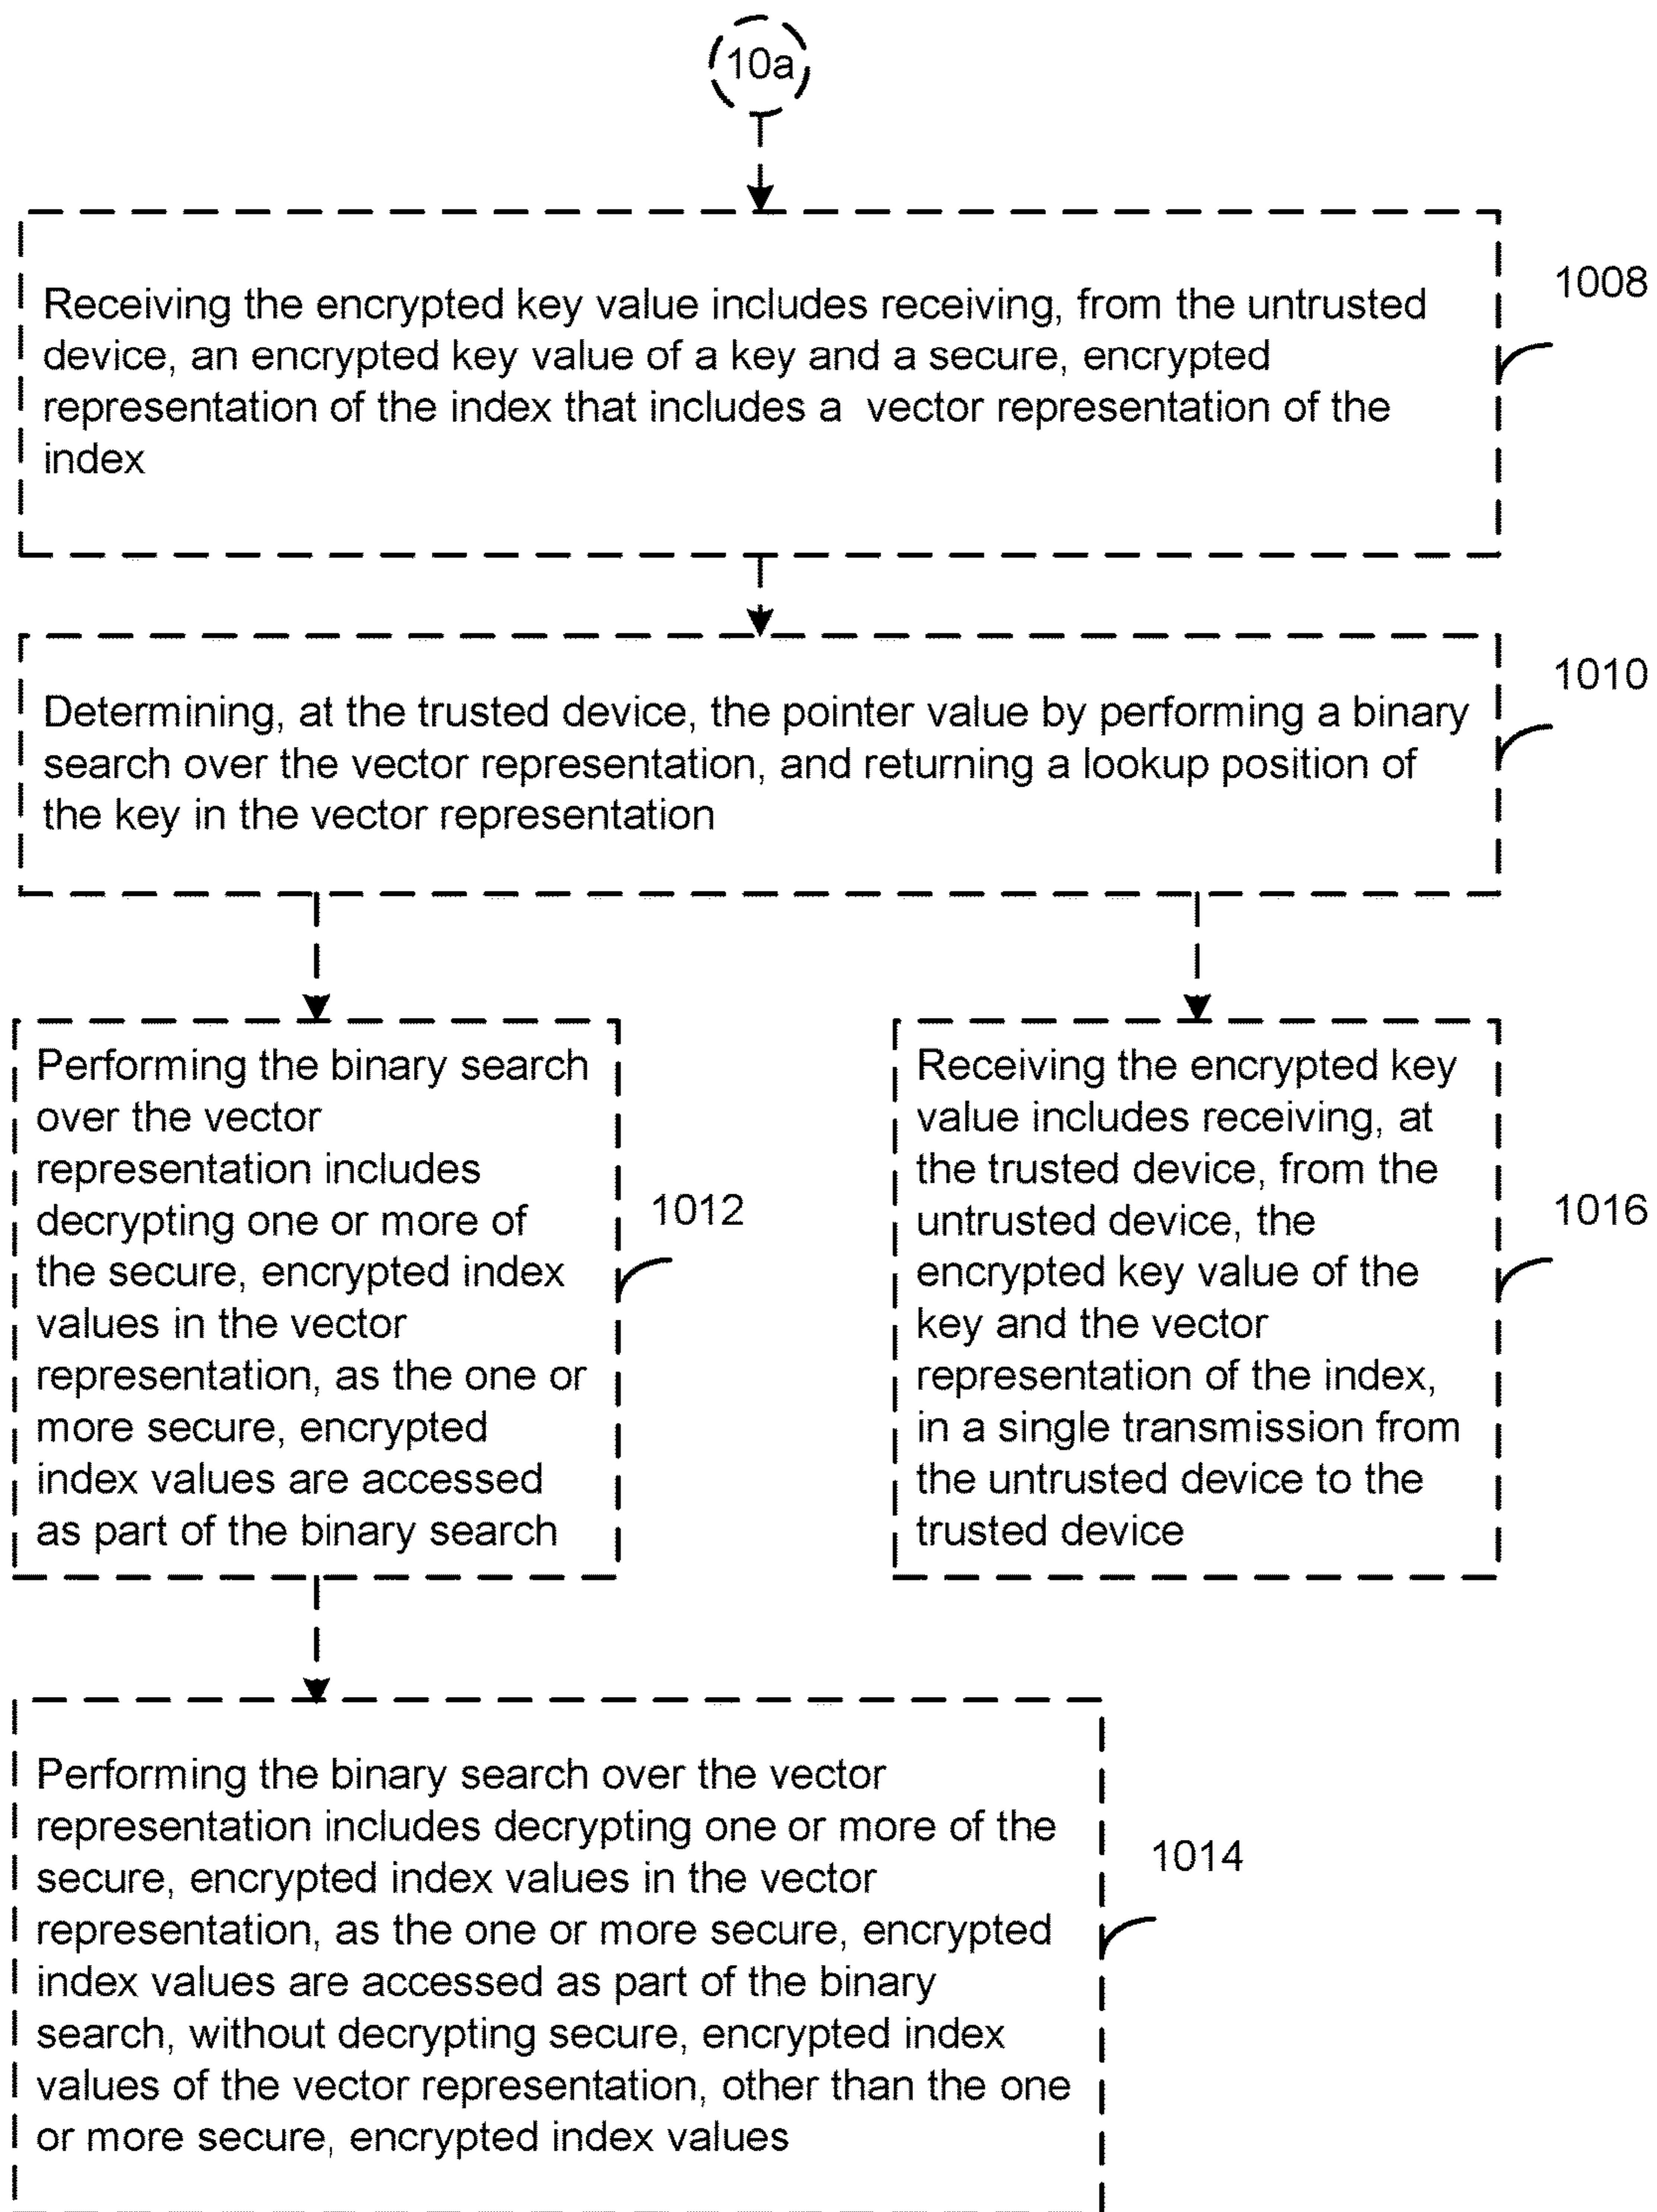 10a
Receiving the encrypted key value includes receiving, from the untrusted
device, an encrypted key value of a key and a secure, encrypted
representation of the index that includes a  vector representation of the
index
1008
Determining, at the trusted device, the pointer value by performing a binary
search over the vector representation, and returning a lookup position of
the key in the vector representation
1010
Performing the binary search
over the vector
representation includes
decrypting one or more of
the secure, encrypted index
values in the vector
representation, as the one or
more secure, encrypted
index values are accessed
as part of the binary search
1012
Receiving the encrypted key
value includes receiving, at
the trusted device, from the
untrusted device, the
encrypted key value of the
key and the vector
representation of the index,
in a single transmission from
the untrusted device to the
trusted device
1016
Performing the binary search over the vector
representation includes decrypting one or more of the
secure, encrypted index values in the vector
representation, as the one or more secure, encrypted
index values are accessed as part of the binary
search, without decrypting secure, encrypted index
values of the vector representation, other than the one
or more secure, encrypted index values
1014